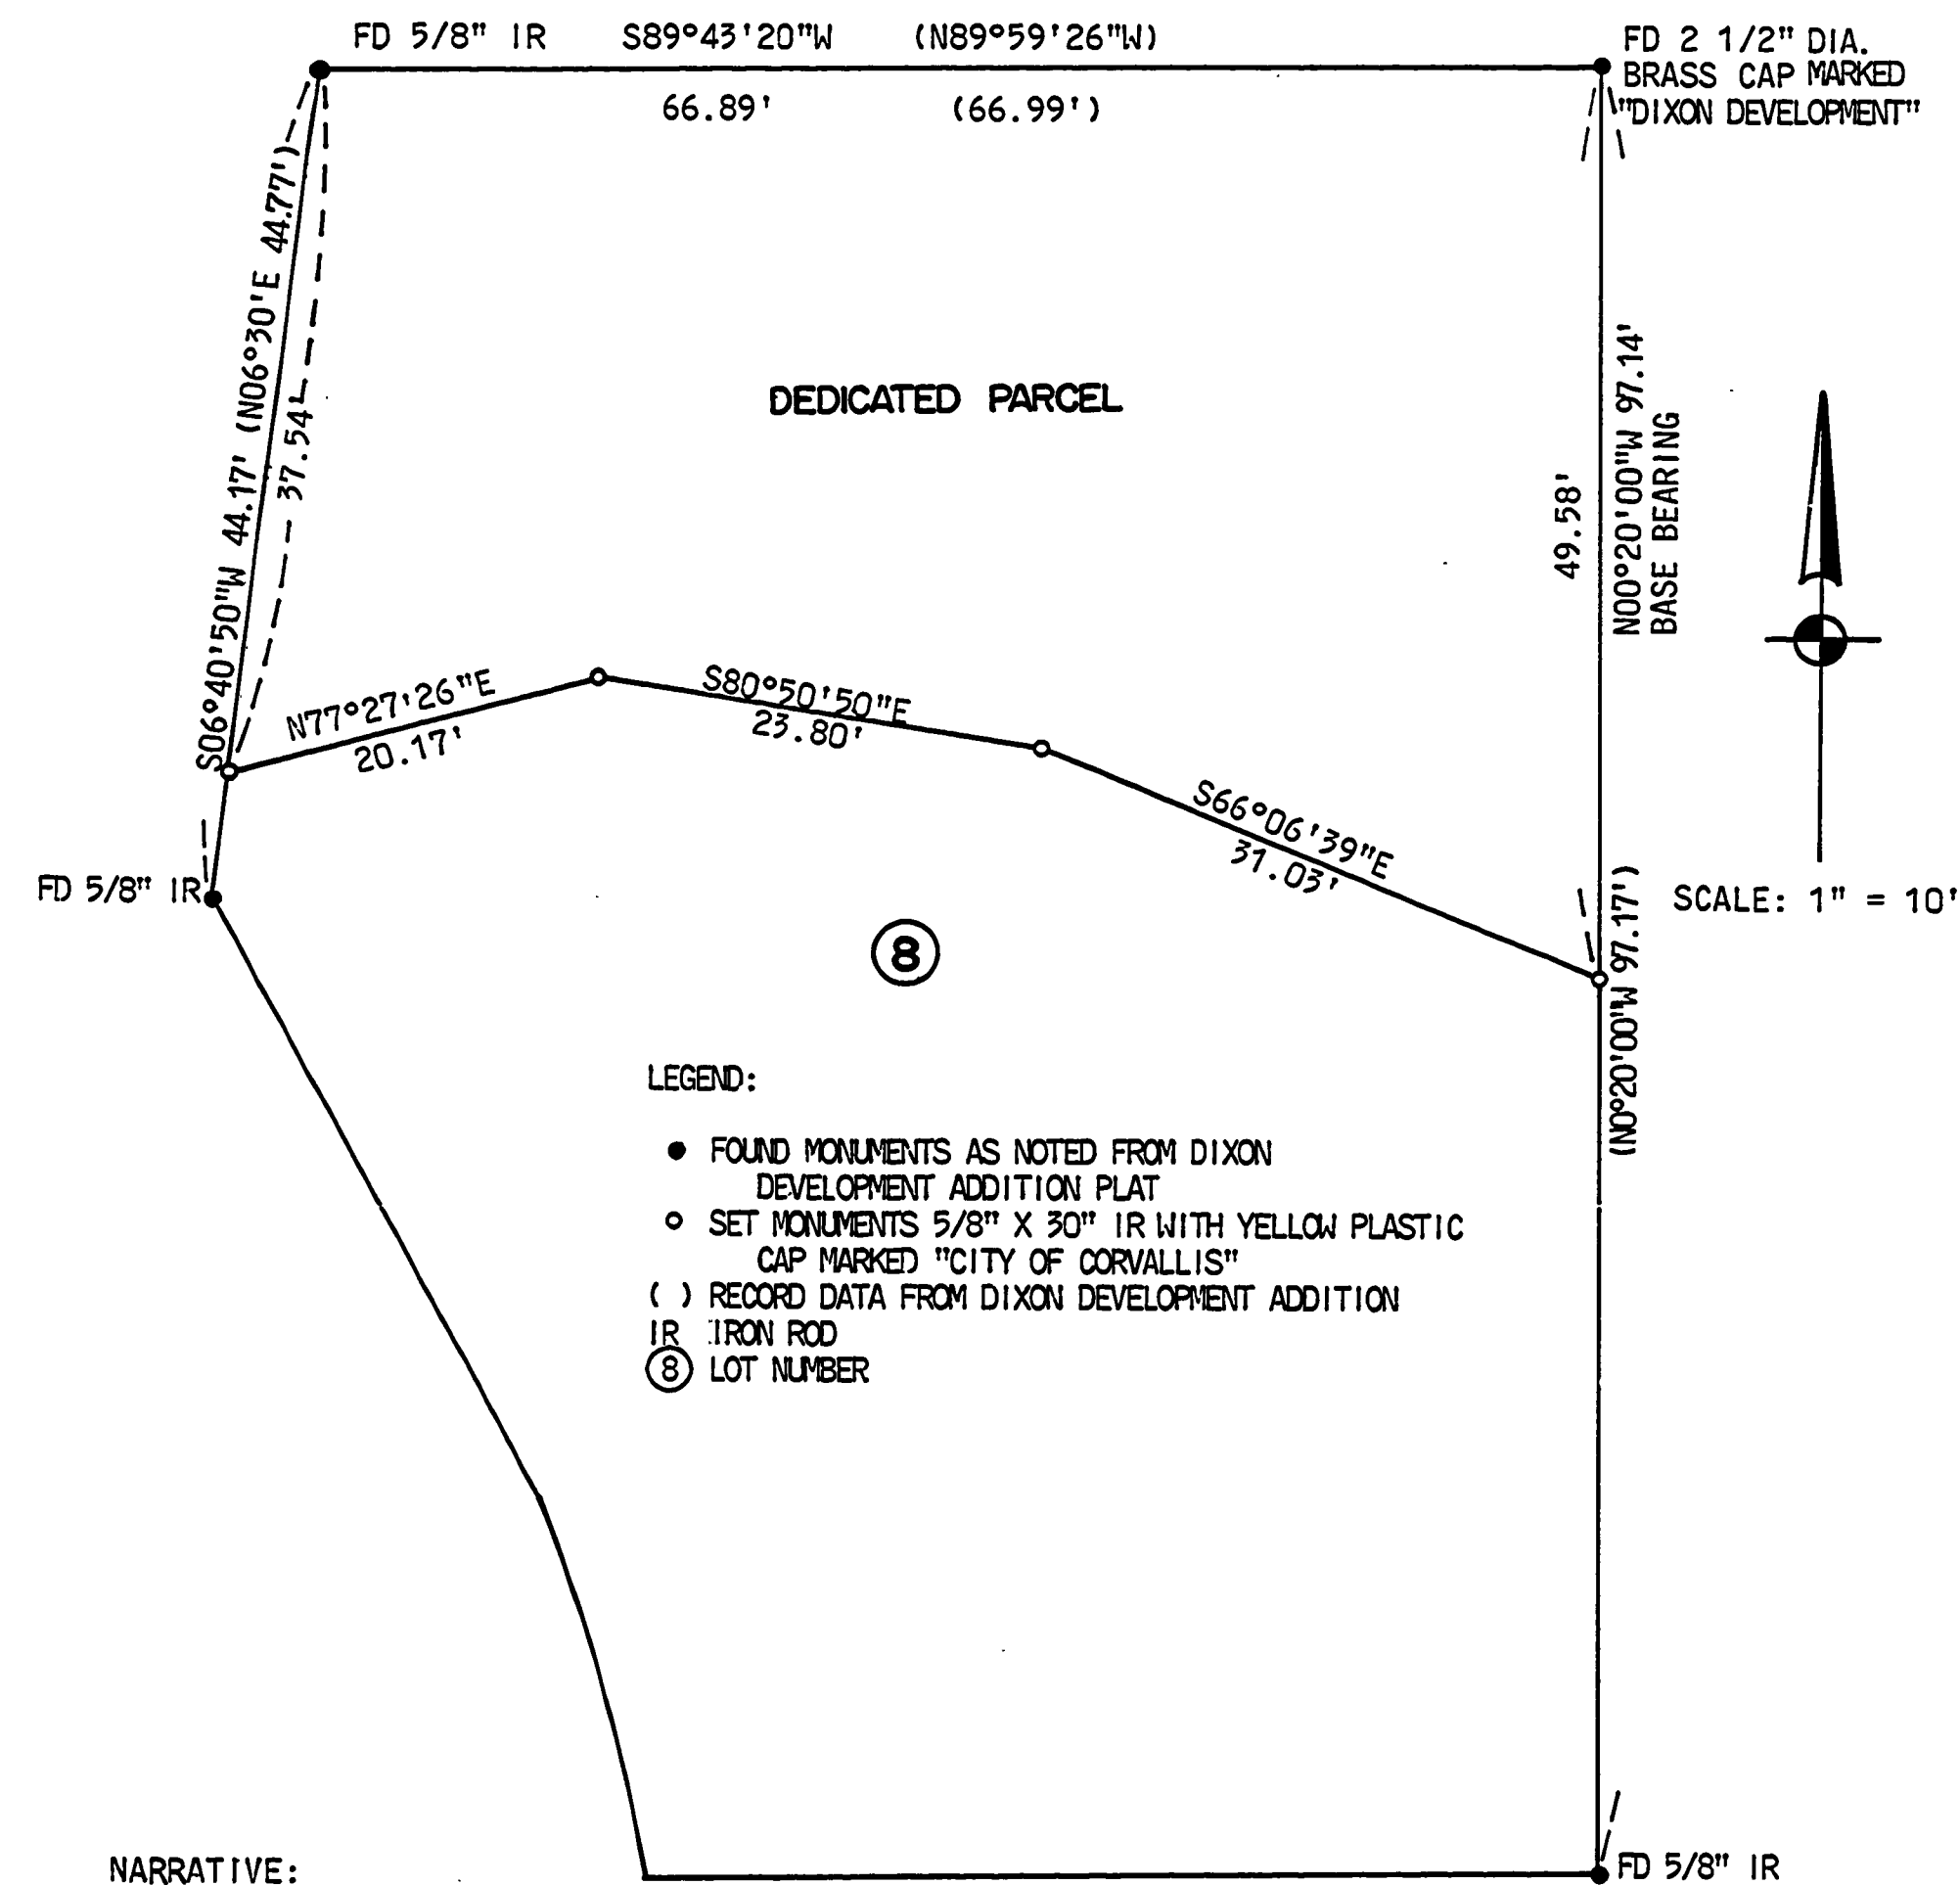 FD 5/8" IR S89°43'20"W (N89°59'26"W)
66.89' (66.99')
FD 2 1/2" DIA.
BRASS CAP MARKED
"DIXON DEVELOPMENT"
S06°40'50"W 44.17' (N06°30'E 44.77')
37.54'
DEDICATED PARCEL
49.58'
N00°20'00"W 97.14'
BASE BEARING
N77°27'26"E
20.17'
S80°50'50"E
23.80'
S66°06'39"E
31.03'
FD 5/8" IR
(N0°20'00"W 97.17')
SCALE: 1" = 10'
8
LEGEND:
● FOUND MONUMENTS AS NOTED FROM DIXON
DEVELOPMENT ADDITION PLAT
○ SET MONUMENTS 5/8" X 30" IR WITH YELLOW PLASTIC
CAP MARKED "CITY OF CORVALLIS"
( ) RECORD DATA FROM DIXON DEVELOPMENT ADDITION
IR IRON ROD
8 LOT NUMBER
NARRATIVE:
FD 5/8" IR